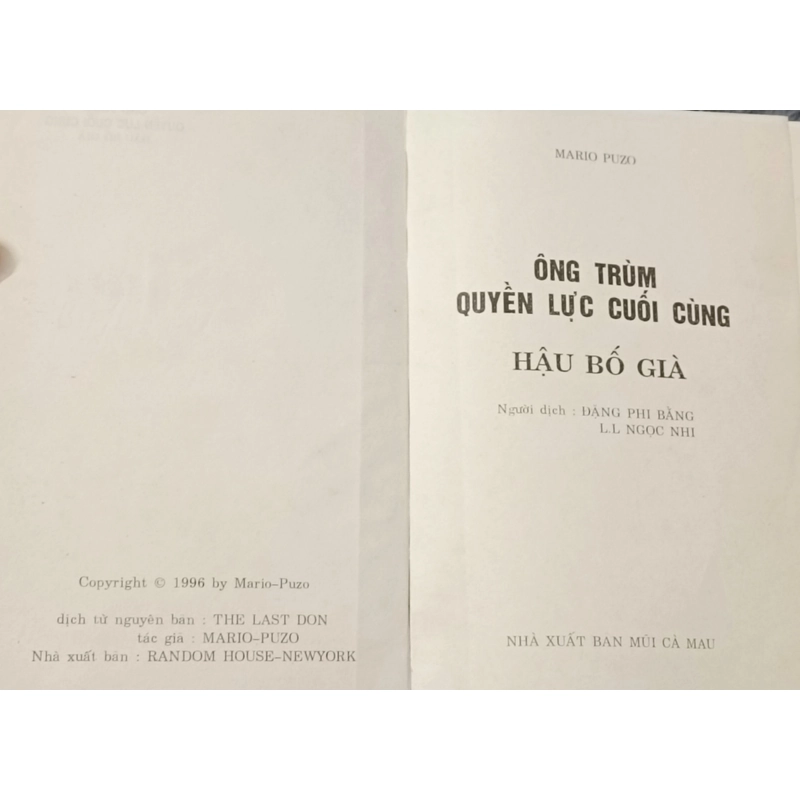 Copyright © 1996 by Mario–Puzo
dịch từ nguyên bản : THE LAST DON
tác giả : MARIO–PUZO
Nhà xuất bản : RANDOM HOUSE–NEWYORK
MARIO PUZO
ÔNG TRÙM
QUYỀN LỰC CUỐI CÙNG
HẬU BỐ GIÀ
Người dịch : ĐẶNG PHI BẰNG
L.L NGỌC NHI
NHÀ XUẤT BẢN MŨI CÀ MAU